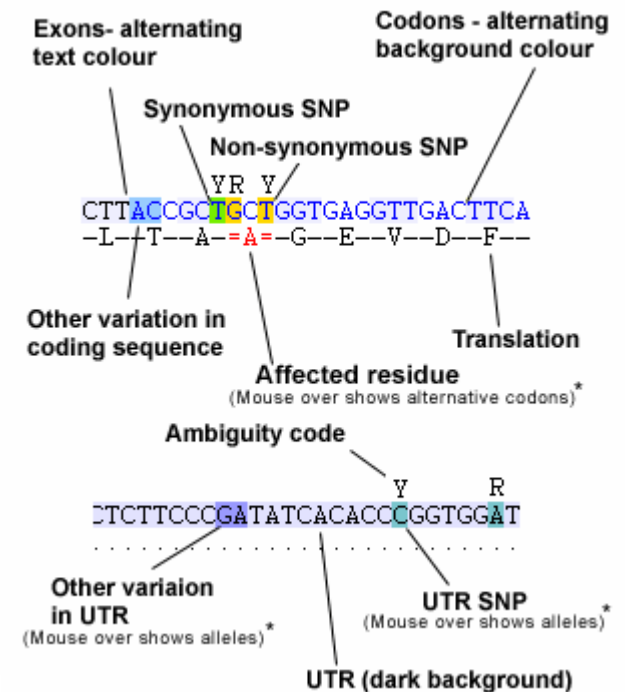 Exons- alternating
text colour
Codons - alternating
background colour
Synonymous SNP
Non-synonymous SNP
YR Y
CTTACCGCTGCTGGTGAGGTTGACTTCA
-L--T--A-=A=-G--E--V--D--F--
Other variation in
coding sequence
Translation
Affected residue
(Mouse over shows alternative codons)*
Ambiguity code
Y R
CTCTTCCCGATATCACACCCGGTGGAT
. . . . . . . . . . . . . . . . . . . . . . . . . . .
Other variaion
in UTR
(Mouse over shows alleles)*
UTR SNP
(Mouse over shows alleles)*
UTR (dark background)